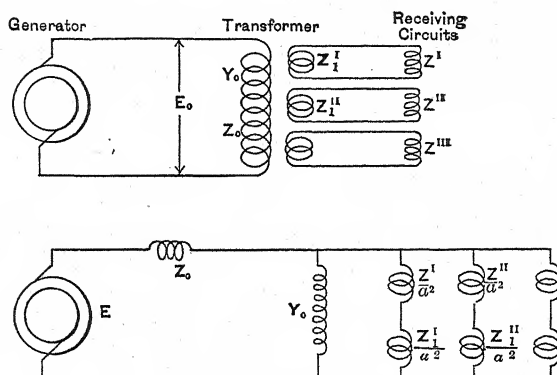 Generator
Transformer
Receiving
Circuits
Y₀
E₀
Z₀
Z₁ᴵ
Zᴵ
Z₁ᴵᴵ
Zᴵᴵ
Zᴵᴵᴵ
Z₀
E
Y₀
Zᴵ/a²
Zᴵᴵ/a²
Z₁ᴵ/a²
Z₁ᴵᴵ/a²